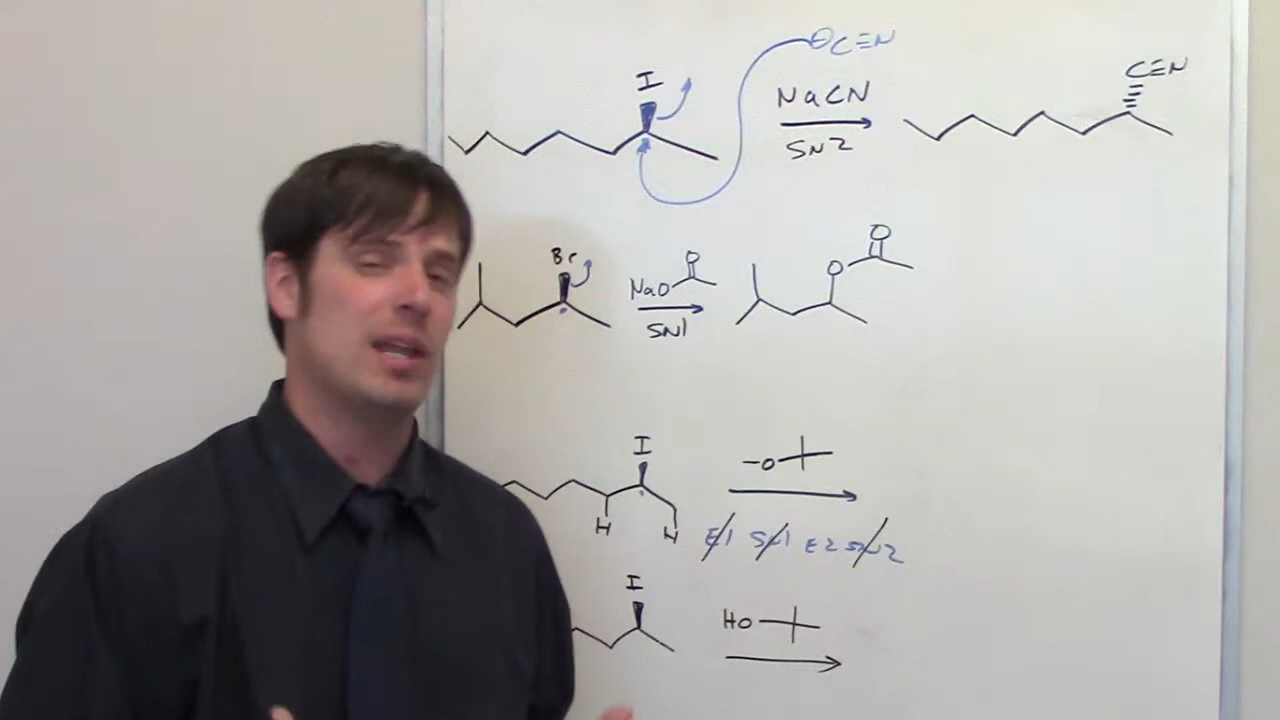 I ⊖C≡N
NaCN
SN2
C≡N
Br
NaO O
SN1
O O
I
H H
-O
E1 SN1 E2 SN2
I
HO